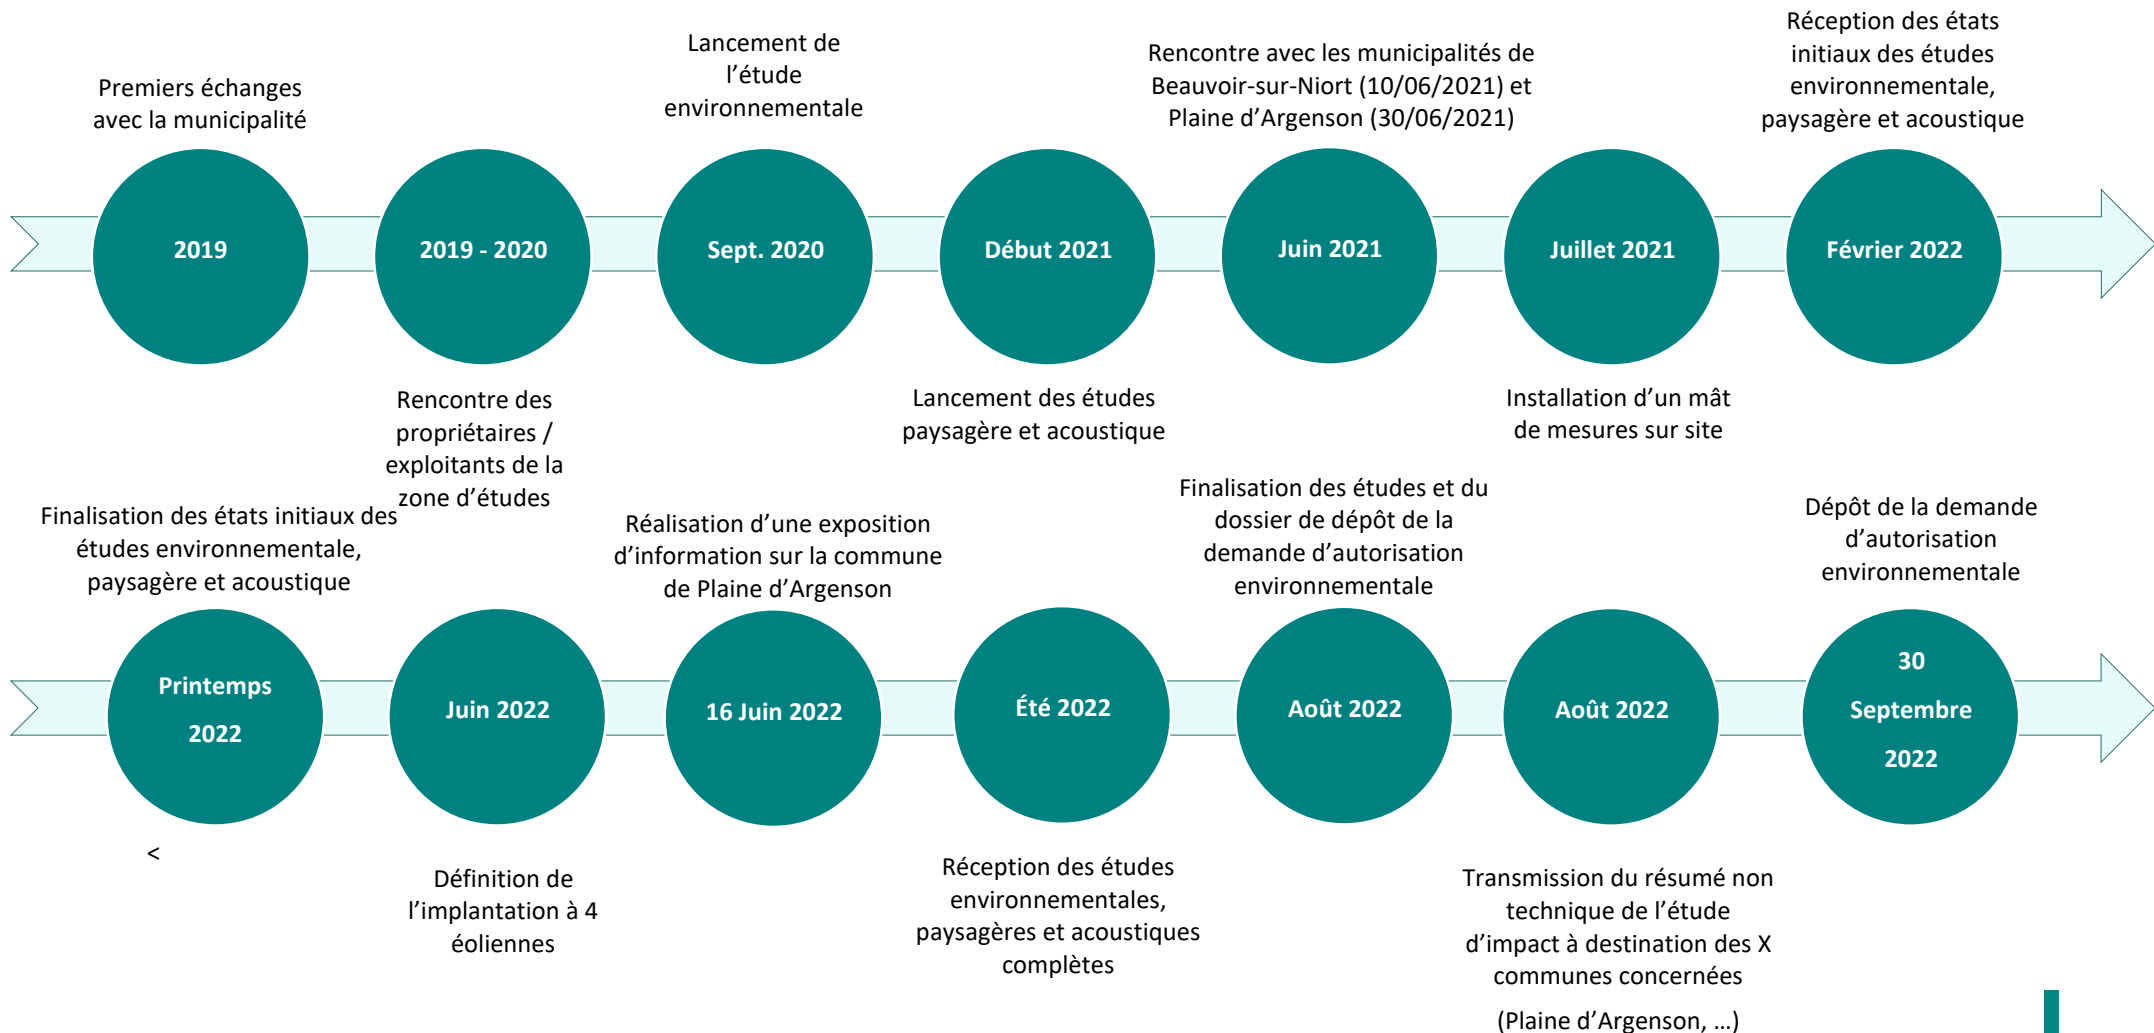 Premiers échanges
avec la municipalité
2019
2019 - 2020
Rencontre des
propriétaires /
exploitants de la
zone d’études
Lancement de
l’étude
environnementale
Sept. 2020
Début 2021
Lancement des études
paysagère et acoustique
Rencontre avec les municipalités de
Beauvoir-sur-Niort (10/06/2021) et
Plaine d’Argenson (30/06/2021)
Juin 2021
Juillet 2021
Installation d’un mât
de mesures sur site
Réception des états
initiaux des études
environnementale,
paysagère et acoustique
Février 2022
Finalisation des états initiaux des
études environnementale,
paysagère et acoustique
Printemps
2022
<
Juin 2022
Définition de
l’implantation à 4
éoliennes
Réalisation d’une exposition
d’information sur la commune
de Plaine d’Argenson
16 Juin 2022
Été 2022
Réception des études
environnementales,
paysagères et acoustiques
complètes
Finalisation des études et du
dossier de dépôt de la
demande d’autorisation
environnementale
Août 2022
Août 2022
Transmission du résumé non
technique de l’étude
d’impact à destination des X
communes concernées
(Plaine d’Argenson, …)
Dépôt de la demande
d’autorisation
environnementale
30
Septembre
2022